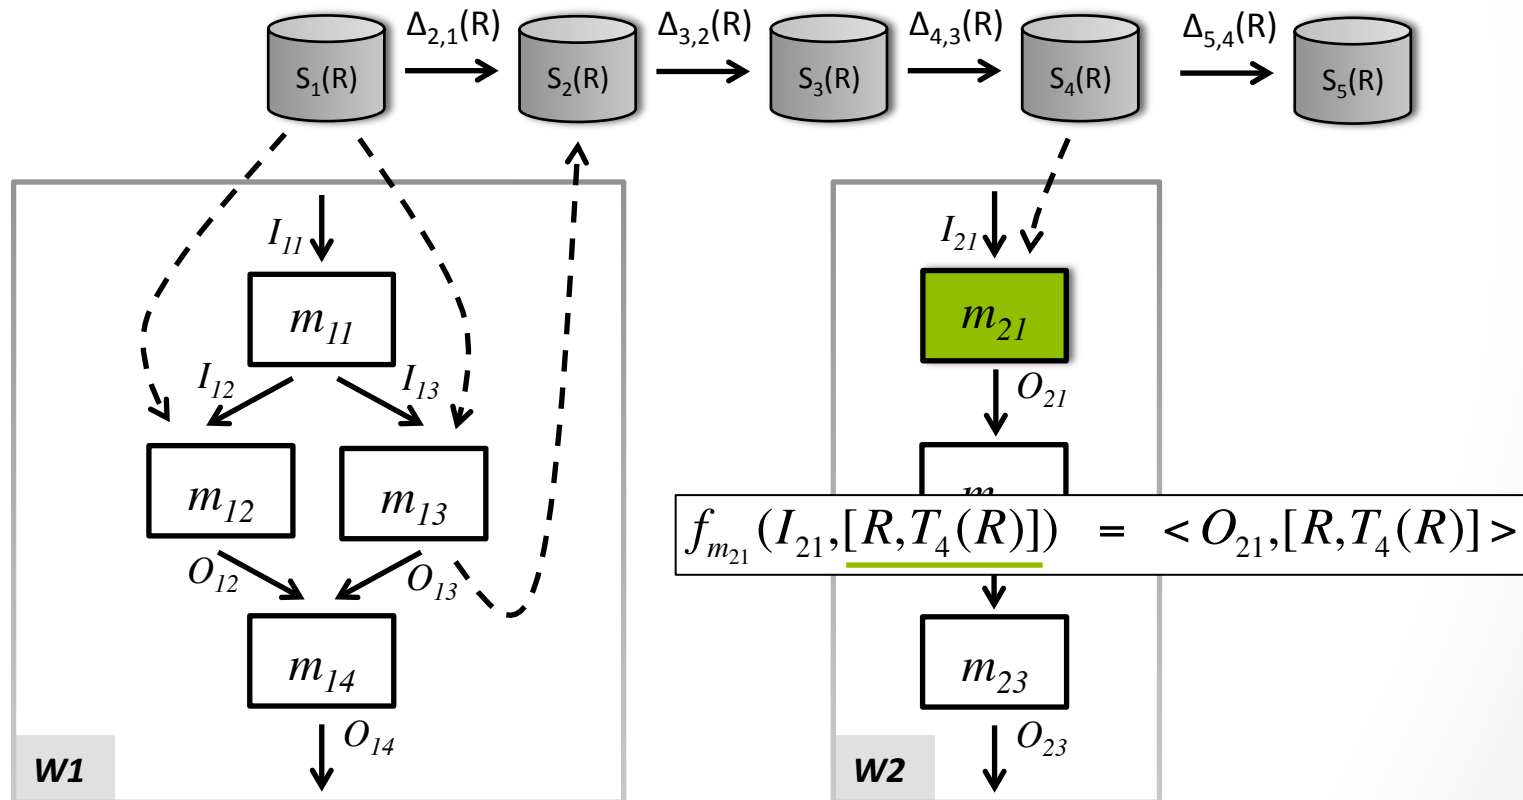 Δ2,1(R) Δ3,2(R) Δ4,3(R) Δ5,4(R)
S1(R) S2(R) S3(R) S4(R) S5(R)
I11 I21
m11 m21
I12 I13 O21
m12 m13
fm21(I21,[R,T4(R)]) = <O21,[R,T4(R)]>
O12 O13
m14 m23
O14 O23
W1 W2